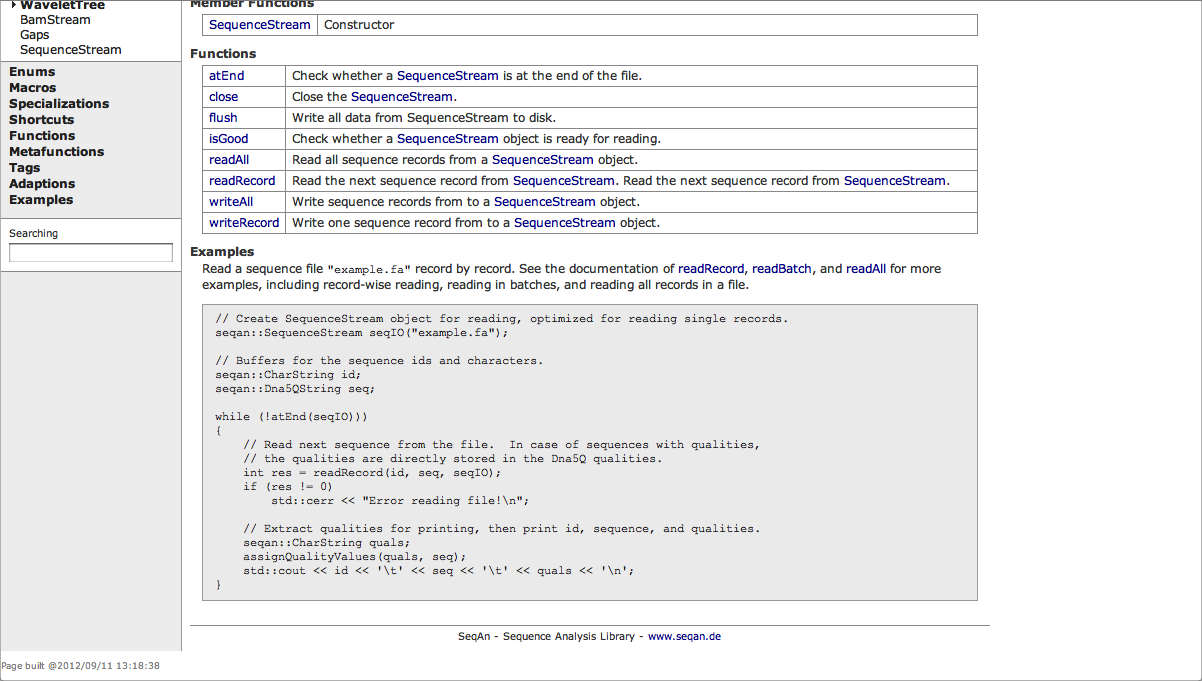 WaveletTree
BamStream
Gaps
SequenceStream
Enums
Macros
Specializations
Shortcuts
Functions
Metafunctions
Tags
Adaptions
Examples
Searching
Page built @2012/09/11 13:18:38
Member Functions
SequenceStream Constructor
Functions
atEnd Check whether a SequenceStream is at the end of the file.
close Close the SequenceStream.
flush Write all data from SequenceStream to disk.
isGood Check whether a SequenceStream object is ready for reading.
readAll Read all sequence records from a SequenceStream object.
readRecord Read the next sequence record from SequenceStream. Read the next sequence record from SequenceStream.
writeAll Write sequence records from to a SequenceStream object.
writeRecord Write one sequence record from to a SequenceStream object.
Examples
Read a sequence file "example.fa" record by record. See the documentation of readRecord, readBatch, and readAll for more
examples, including record-wise reading, reading in batches, and reading all records in a file.
// Create SequenceStream object for reading, optimized for reading single records.
seqan::SequenceStream seqIO("example.fa");
// Buffers for the sequence ids and characters.
seqan::CharString id;
seqan::Dna5QString seq;
while (!atEnd(seqIO)))
{
    // Read next sequence from the file.  In case of sequences with qualities,
    // the qualities are directly stored in the Dna5Q qualities.
    int res = readRecord(id, seq, seqIO);
    if (res != 0)
        std::cerr << "Error reading file!\n";
    // Extract qualities for printing, then print id, sequence, and qualities.
    seqan::CharString quals;
    assignQualityValues(quals, seq);
    std::cout << id << '\t' << seq << '\t' << quals << '\n';
}
SeqAn - Sequence Analysis Library - www.seqan.de